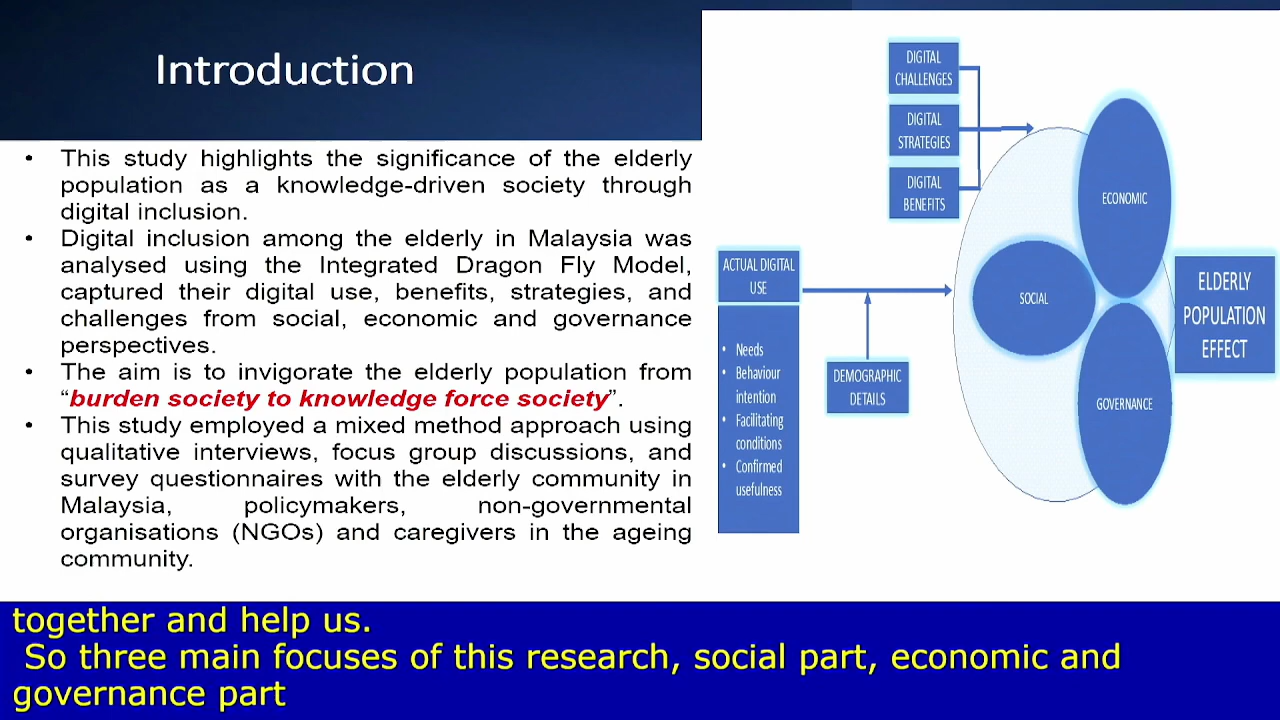 Introduction
• This study highlights the significance of the elderly
population as a knowledge-driven society through
digital inclusion.
• Digital inclusion among the elderly in Malaysia was
analysed using the Integrated Dragon Fly Model,
captured their digital use, benefits, strategies, and
challenges from social, economic and governance
perspectives.
• The aim is to invigorate the elderly population from
“burden society to knowledge force society”.
• This study employed a mixed method approach using
qualitative interviews, focus group discussions, and
survey questionnaires with the elderly community in
Malaysia, policymakers, non-governmental
organisations (NGOs) and caregivers in the ageing
community.
DIGITAL
CHALLENGES
DIGITAL
STRATEGIES
DIGITAL
BENEFITS
ACTUAL DIGITAL
USE
• Needs
• Behaviour
intention
• Facilitating
conditions
• Confirmed
usefulness
DEMOGRAPHIC
DETAILS
SOCIAL
ECONOMIC
GOVERNANCE
ELDERLY
POPULATION
EFFECT
together and help us.
So three main focuses of this research, social part, economic and
governance part